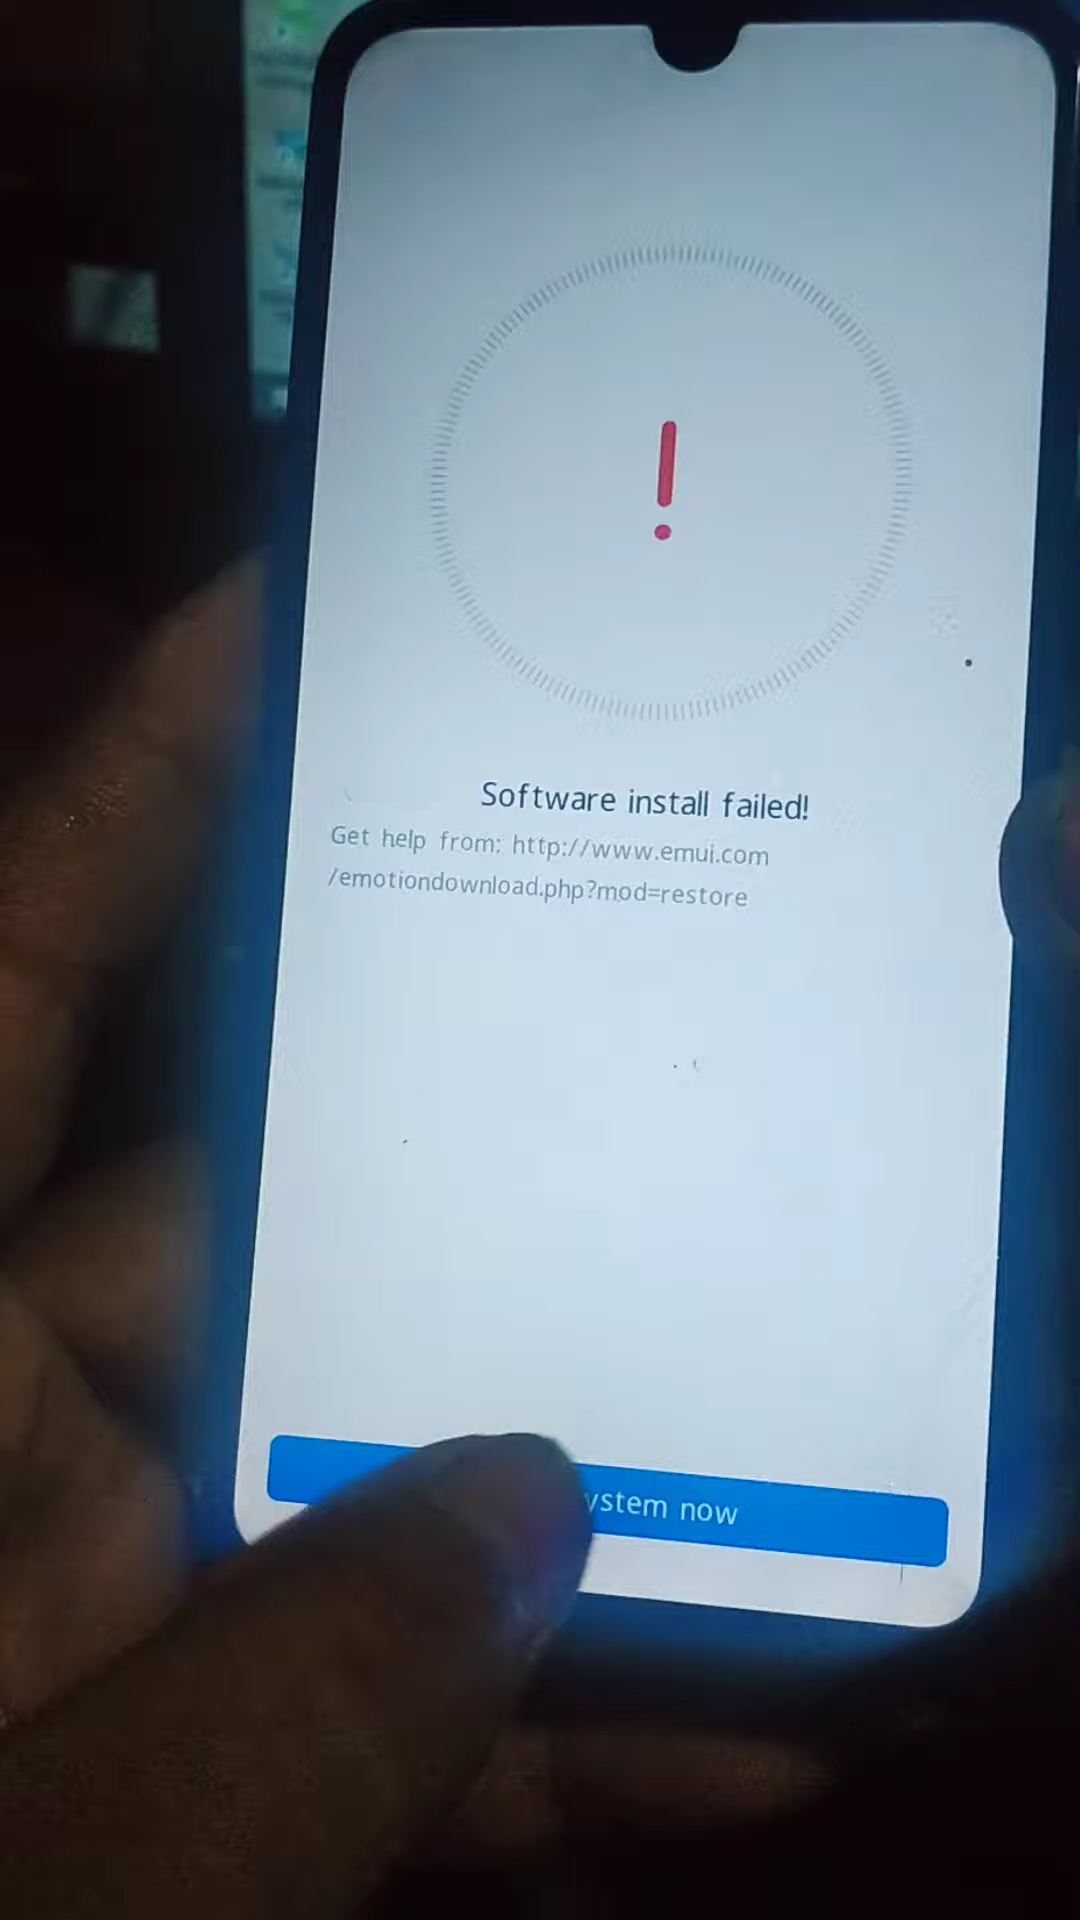 Software install failed!
Get help from: http://www.emui.com
/emotiondownload.php?mod=restore
ystem now